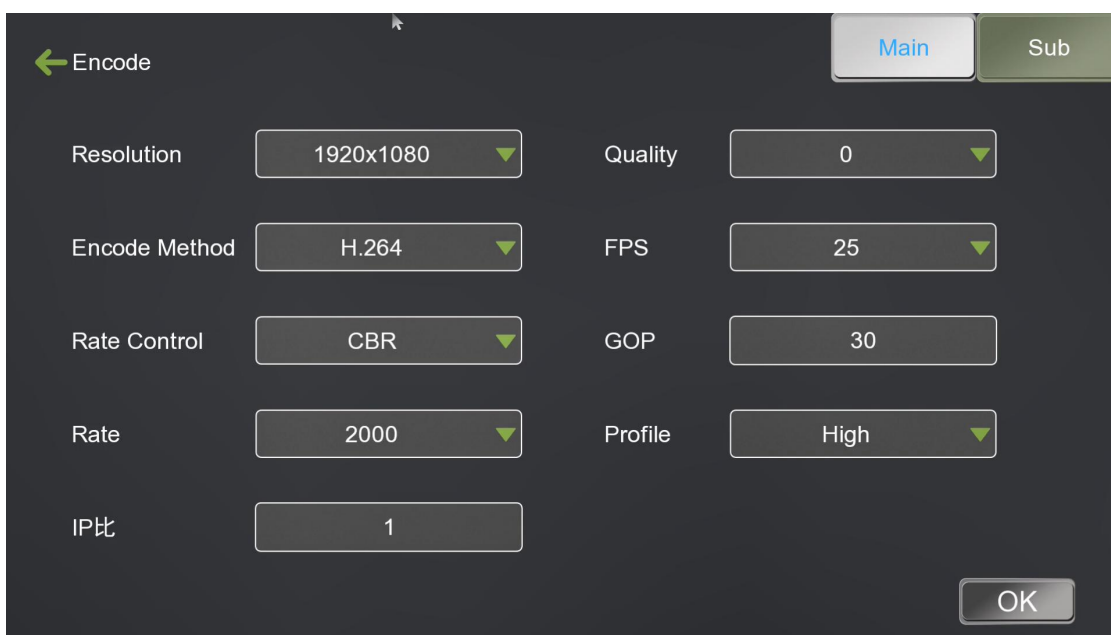 Encode
Main
Sub
Resolution 1920x1080 Quality 0
Encode Method H.264 FPS 25
Rate Control CBR GOP 30
Rate 2000 Profile High
IP比 1
OK